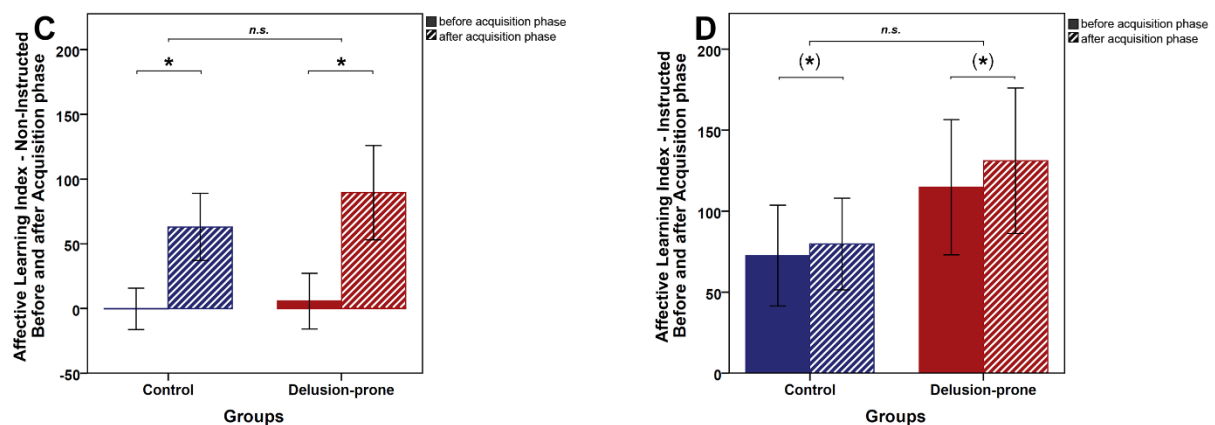 C
before acquisition phase
after acquisition phase
Affective Learning Index - Non-Instructed
Before and after Acquisition phase
200
150
100
50
0
-50
n.s.
*
*
Control
Delusion-prone
Groups
D
before acquisition phase
after acquisition phase
Affective Learning Index - Instructed
Before and after Acquisition phase
200
150
100
50
0
n.s.
(*)
(*)
Control
Delusion-prone
Groups